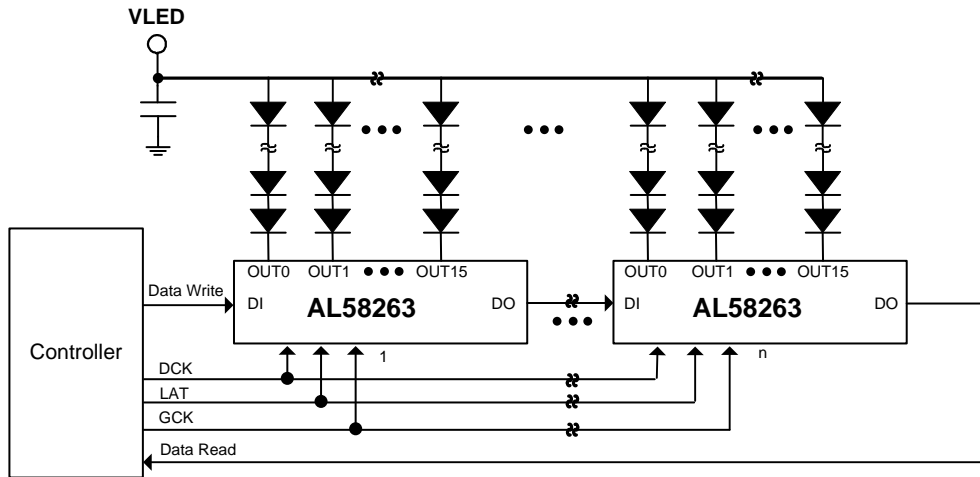 VLED
OUT0 OUT1 OUT15 OUT0 OUT1 OUT15
Data Write DI AL58263 DO DI AL58263 DO
Controller
1 n
DCK
LAT
GCK
Data Read